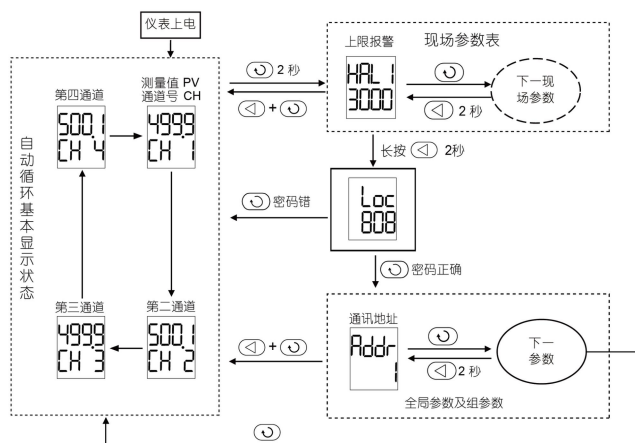 仪表上电
自动循环基本显示状态
第四通道
500.1
CH 4
测量值 PV
通道号 CH
499.9
CH 1
第三通道
499.9
CH 3
第二通道
500.1
CH 2
2 秒
+
上限报警
现场参数表
HAL1
3000
下一现
场参数
2 秒
长按 2秒
Loc
808
密码错
密码正确
通讯地址
Addr
1
2 秒
下一
参数
+
全局参数及组参数